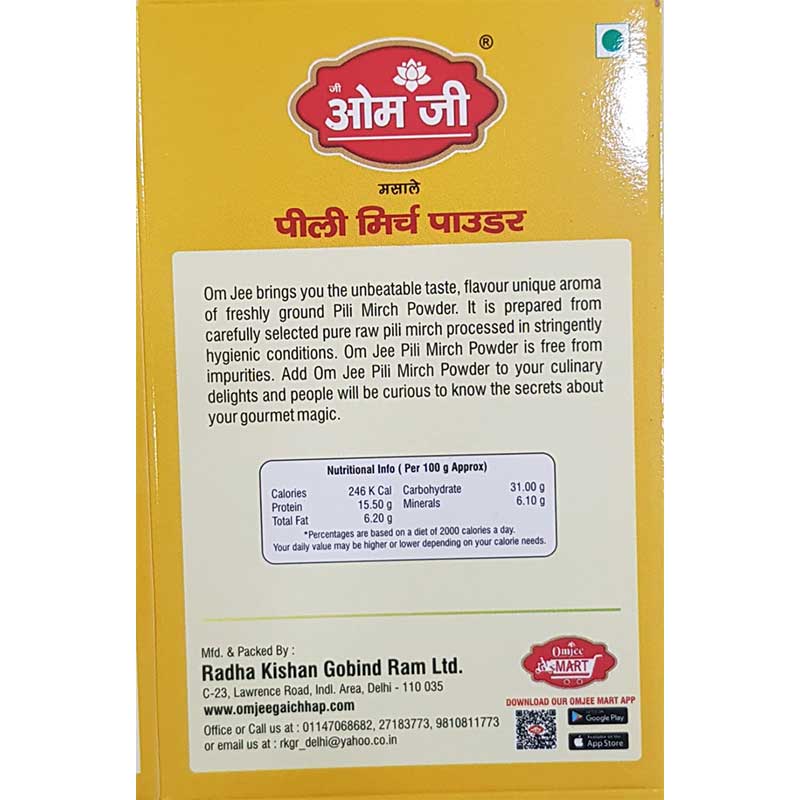 ®
जी
ओम जी
मसाले
पीली मिर्च पाउडर
Om Jee brings you the unbeatable taste, flavour unique aroma
of freshly ground Pili Mirch Powder. It is prepared from
carefully selected pure raw pili mirch processed in stringently
hygienic conditions. Om Jee Pili Mirch Powder is free from
impurities. Add Om Jee Pili Mirch Powder to your culinary
delights and people will be curious to know the secrets about
your gourmet magic.
Nutritional Info ( Per 100 g Approx)
Calories 246 K Cal Carbohydrate 31.00 g
Protein 15.50 g Minerals 6.10 g
Total Fat 6.20 g
*Percentages are based on a diet of 2000 calories a day.
Your daily value may be higher or lower depending on your calorie needs.
Mfd. & Packed By :
Radha Kishan Gobind Ram Ltd.
C-23, Lawrence Road, Indl. Area, Delhi - 110 035
www.omjeegaichhap.com
Office or Call us at : 01147068682, 27183773, 9810811773
or email us at : rkgr_delhi@yahoo.co.in
Omjee
MART
DOWNLOAD OUR OMJEE MART APP
Google Play
App Store